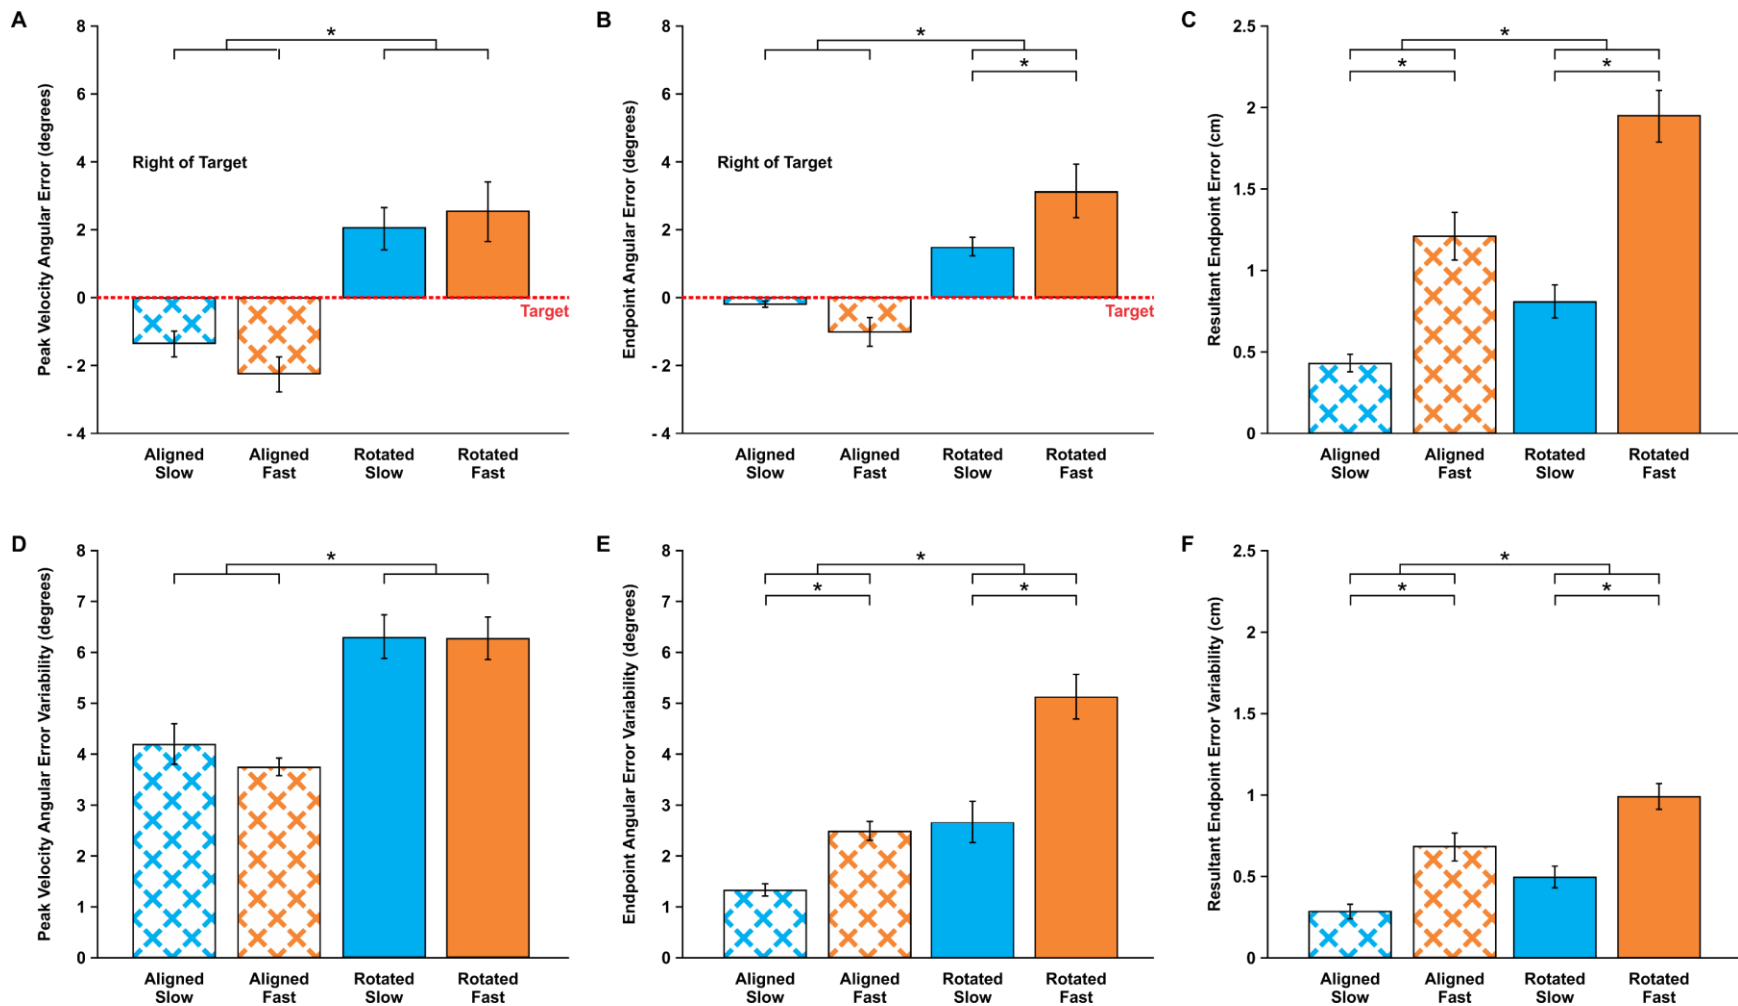 A
Peak Velocity Angular Error (degrees)
8
6
4
2
0
- 2
- 4
*
Right of Target
Target
Aligned
Slow
Aligned
Fast
Rotated
Slow
Rotated
Fast
B
Endpoint Angular Error (degrees)
8
6
4
2
0
- 2
- 4
*
*
Right of Target
Target
Aligned
Slow
Aligned
Fast
Rotated
Slow
Rotated
Fast
C
Resultant Endpoint Error (cm)
2.5
2
1.5
1
0.5
0
*
*
*
Aligned
Slow
Aligned
Fast
Rotated
Slow
Rotated
Fast
D
Peak Velocity Angular Error Variability (degrees)
8
7
6
5
4
3
2
1
0
*
Aligned
Slow
Aligned
Fast
Rotated
Slow
Rotated
Fast
E
Endpoint Angular Error Variability (degrees)
8
7
6
5
4
3
2
1
0
*
*
*
Aligned
Slow
Aligned
Fast
Rotated
Slow
Rotated
Fast
F
Resultant Endpoint Error Variability (cm)
2.5
2
1.5
1
0.5
0
*
*
*
Aligned
Slow
Aligned
Fast
Rotated
Slow
Rotated
Fast